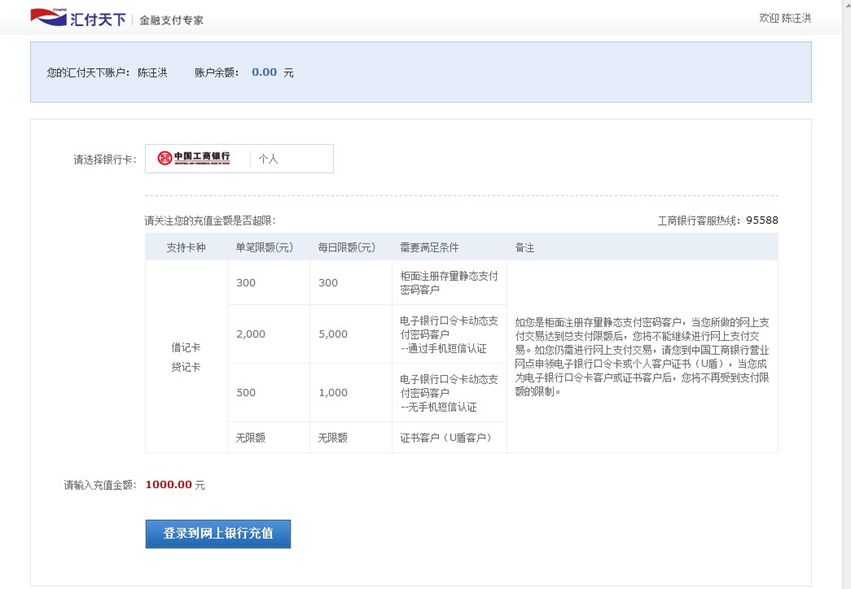 汇付天下 金融支付专家 欢迎 陈汪洪
您的汇付天下账户： 陈汪洪 账户余额： 0.00 元
请选择银行卡： 中国工商银行 个人
请关注您的充值金额是否超限： 工商银行客服热线：95588
支持卡种 单笔限额(元) 每日限额(元) 需要满足条件 备注
借记卡
贷记卡
300 300 柜面注册存量静态支付
密码客户
2,000 5,000 电子银行口令卡动态支
付密码客户
--通过手机短信认证
500 1,000 电子银行口令卡动态支
付密码客户
--无手机短信认证
无限额 无限额 证书客户（U盾客户）
如您是柜面注册存量静态支付密码客户，当您所做的网上支
付交易达到总支付限额后，您将不能继续进行网上支付交
易。如您仍需进行网上支付交易，请您到中国工商银行营业
网点申领电子银行口令卡或个人客户证书（U盾），当您成
为电子银行口令卡客户或证书客户后，您将不再受到支付限
额的限制。
请输入充值金额： 1000.00 元
登录到网上银行充值